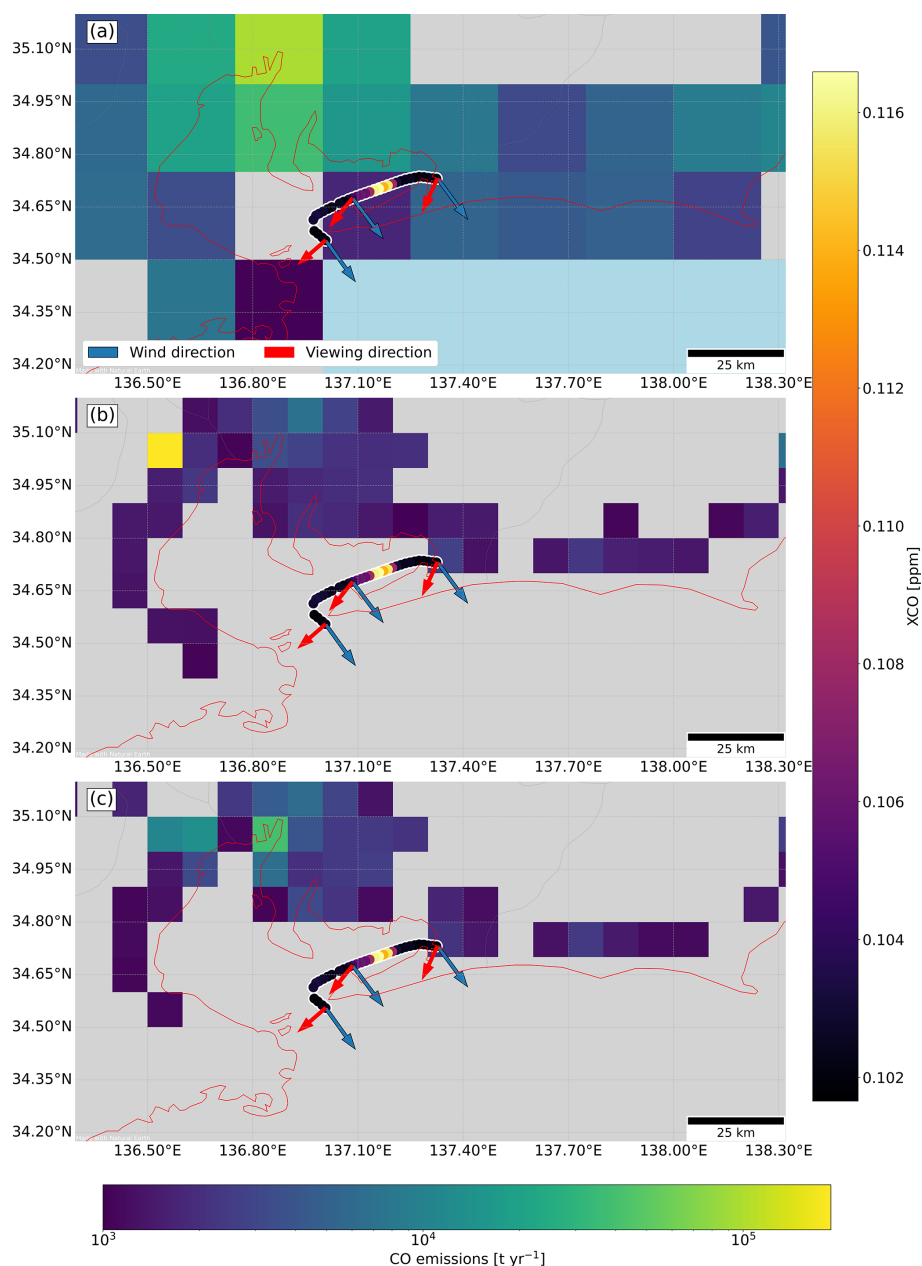 (a)
35.10°N
34.95°N
34.80°N
34.65°N
34.50°N
34.35°N
34.20°N
Wind direction
Viewing direction
25 km
136.50°E 136.80°E 137.10°E 137.40°E 137.70°E 138.00°E 138.30°E
(b)
35.10°N
34.95°N
34.80°N
34.65°N
34.50°N
34.35°N
34.20°N
25 km
136.50°E 136.80°E 137.10°E 137.40°E 137.70°E 138.00°E 138.30°E
(c)
35.10°N
34.95°N
34.80°N
34.65°N
34.50°N
34.35°N
34.20°N
25 km
136.50°E 136.80°E 137.10°E 137.40°E 137.70°E 138.00°E 138.30°E
0.116
0.114
0.112
0.110
0.108
0.106
0.104
0.102
XCO [ppm]
10³ 10⁴ 10⁵
CO emissions [t yr⁻¹]